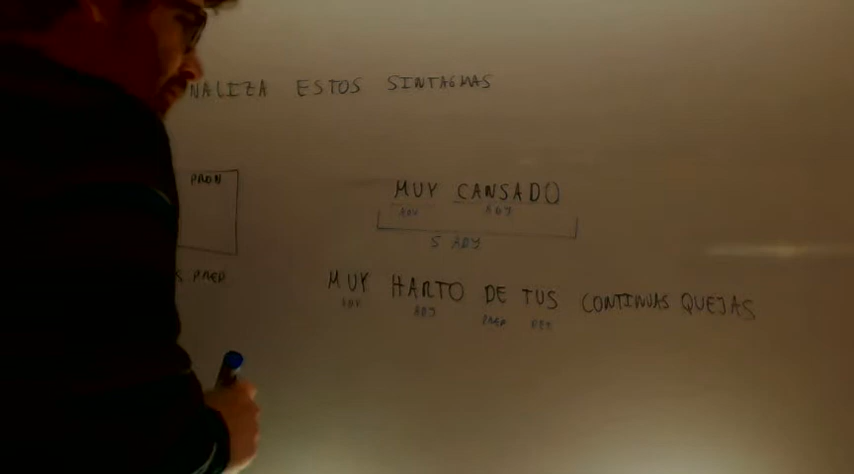 NALIZA ESTOS SINTAGMAS
PRON
MUY CANSADO
ADV ADJ
S ADJ
S PREP
MUY HARTO DE TUS CONTINUAS QUEJAS
ADV ADJ PREP DET